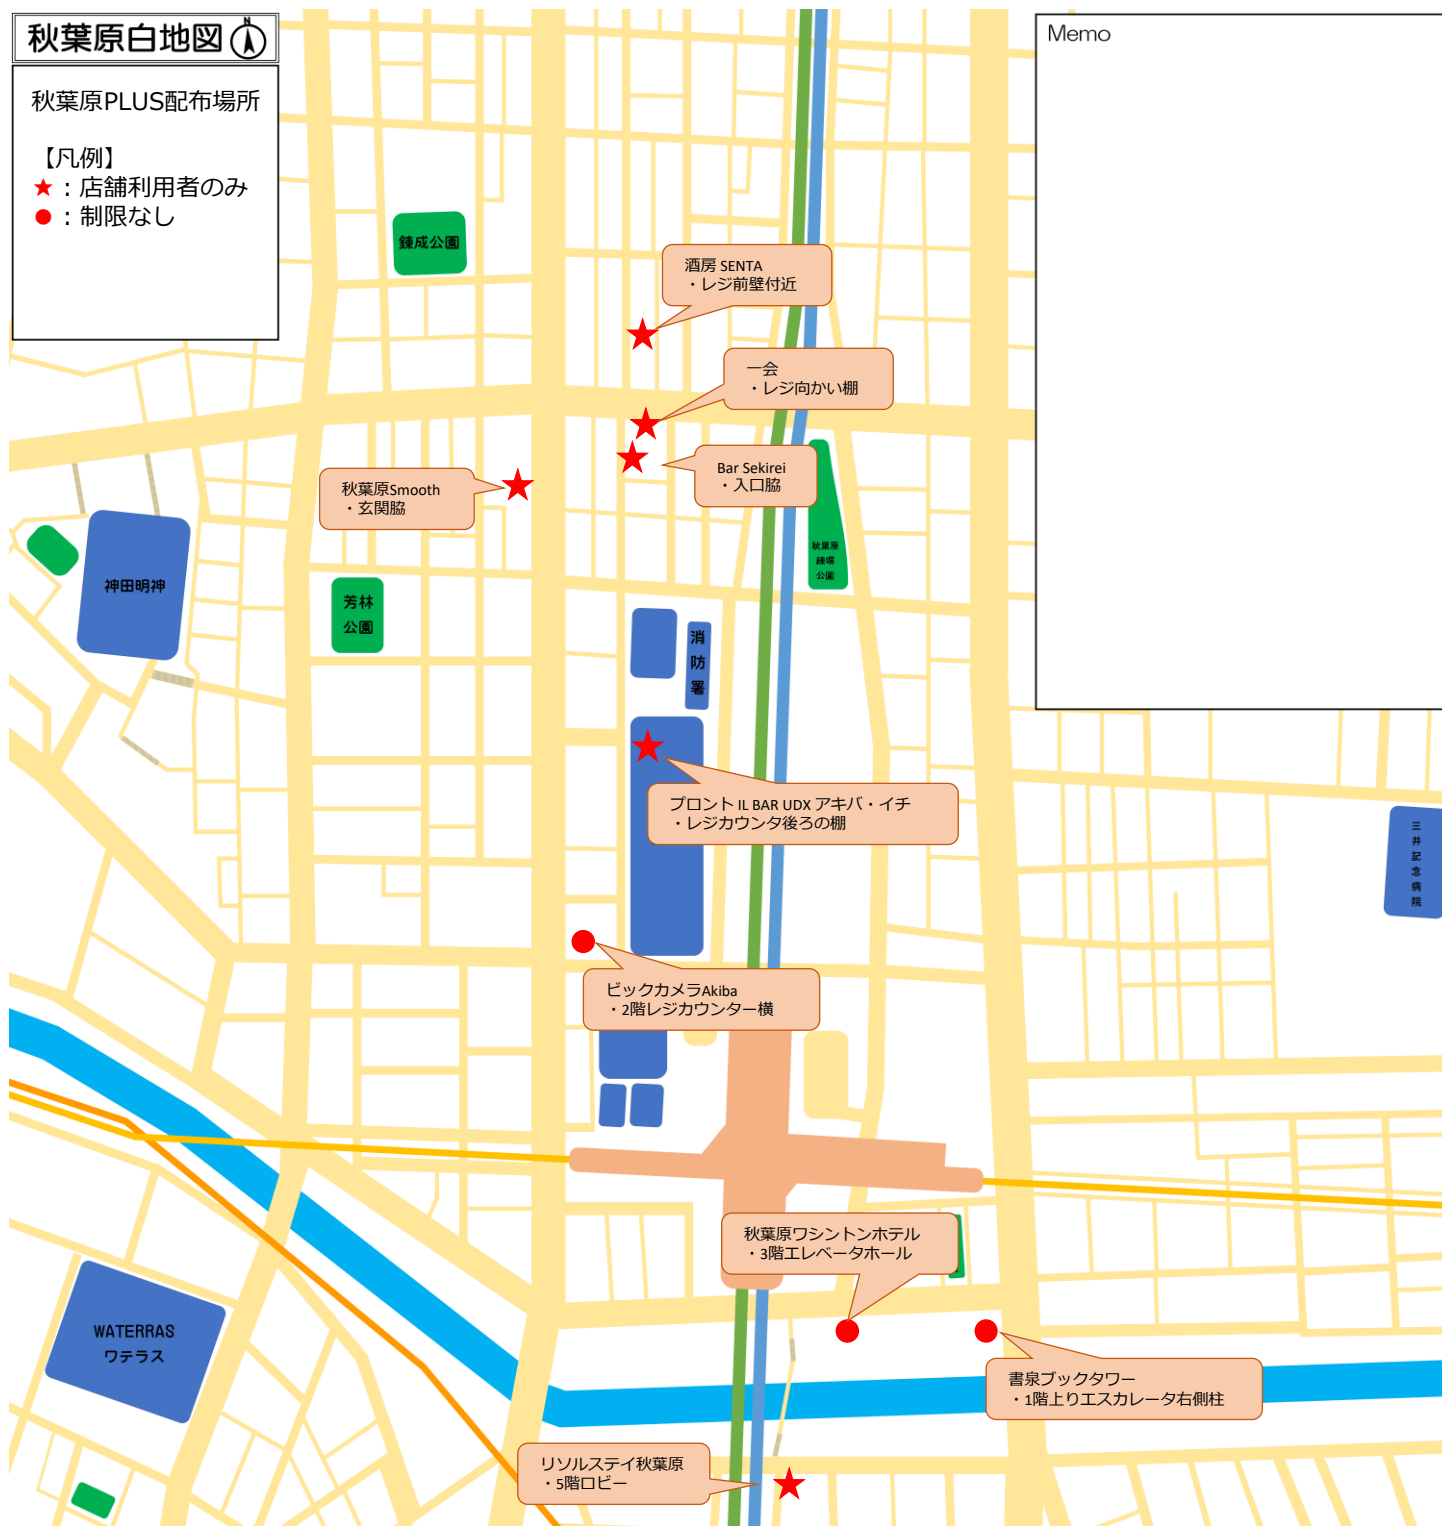 秋葉原白地図
N
秋葉原PLUS配布場所
【凡例】
★：店舗利用者のみ
●：制限なし
Memo
錬成公園
酒房 SENTA
・レジ前壁付近
一会
・レジ向かい棚
Bar Sekirei
・入口脇
秋葉原Smooth
・玄関脇
秋葉原
練塀
公園
神田明神
芳林
公園
消
防
署
プロント IL BAR UDX アキバ・イチ
・レジカウンタ後ろの棚
三
井
記
念
病
院
ビックカメラAkiba
・2階レジカウンター横
秋葉原ワシントンホテル
・3階エレベータホール
WATERRAS
ワテラス
書泉ブックタワー
・1階上りエスカレータ右側柱
リソルステイ秋葉原
・5階ロビー